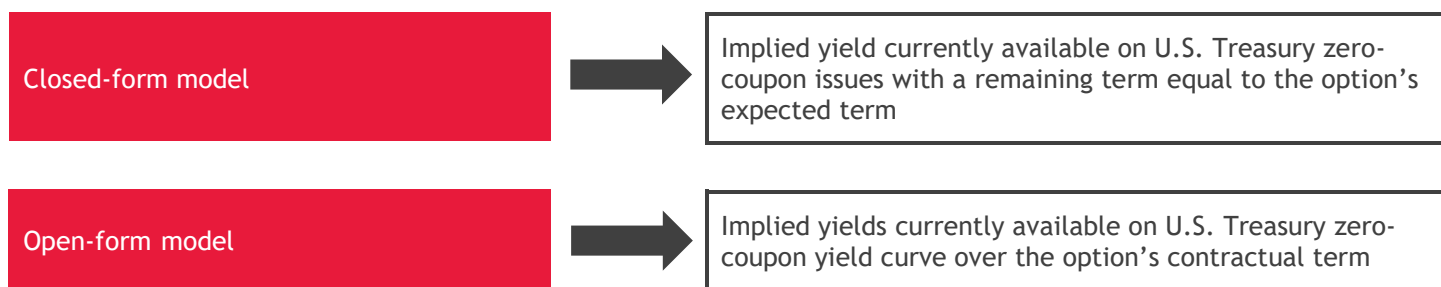 Closed-form model
Implied yield currently available on U.S. Treasury zero-
coupon issues with a remaining term equal to the option’s
expected term
Open-form model
Implied yields currently available on U.S. Treasury zero-
coupon yield curve over the option’s contractual term